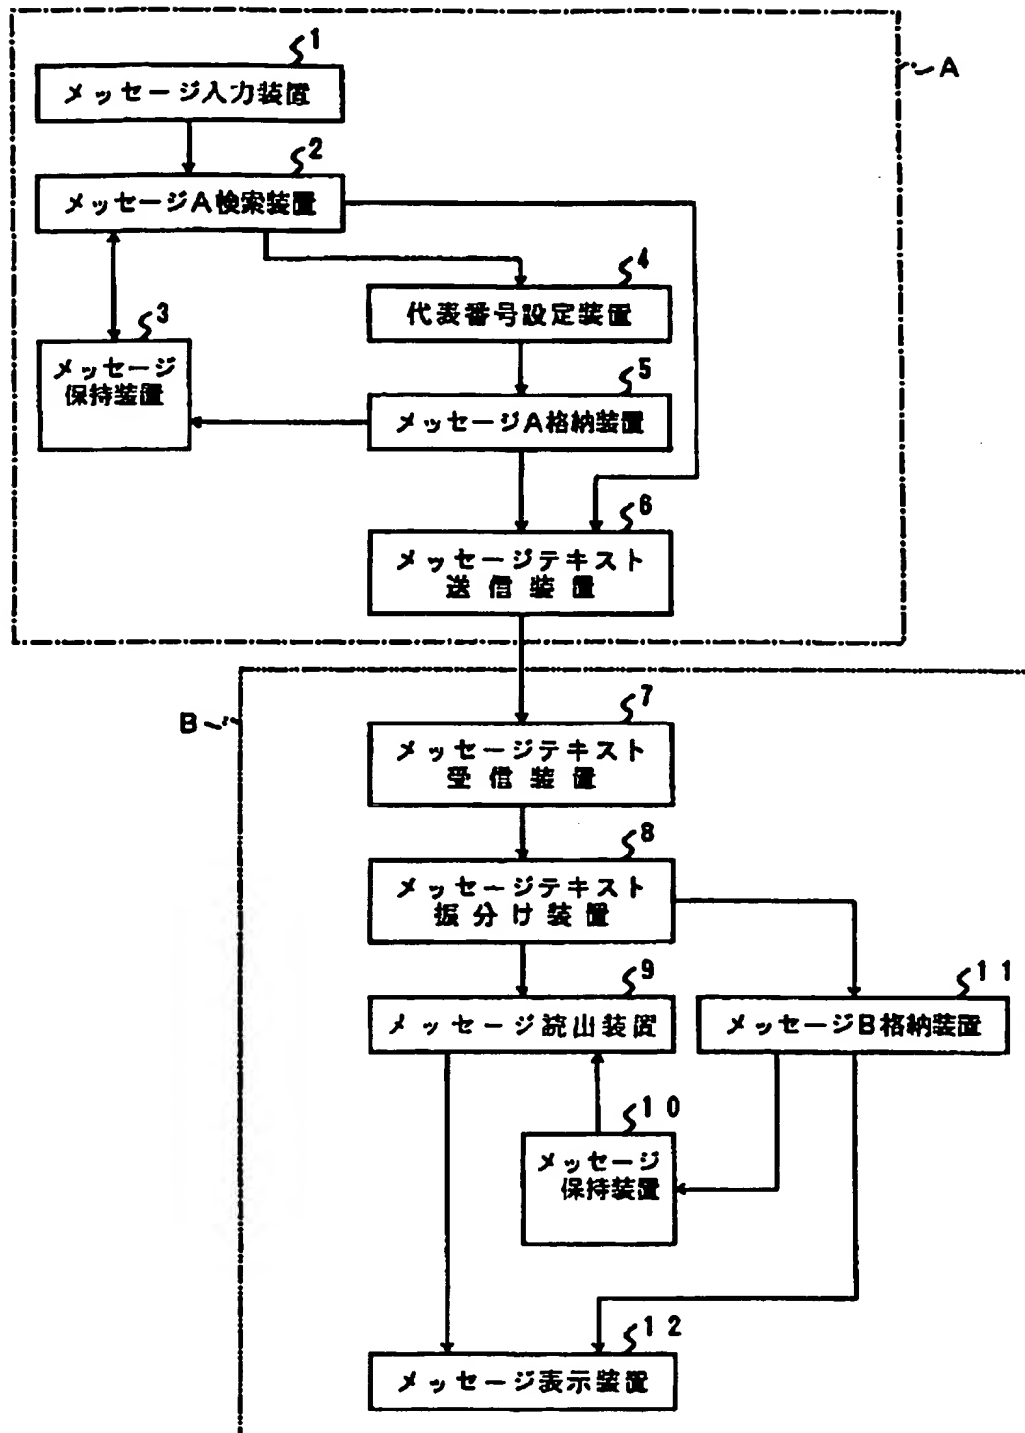 1
メッセージ入力装置
A
2
メッセージA検索装置
4
代表番号設定装置
3
メッセージ
保持装置
5
メッセージA格納装置
6
メッセージテキスト
送信装置
B
7
メッセージテキスト
受信装置
8
メッセージテキスト
振分け装置
9
メッセージ読出装置
11
メッセージB格納装置
10
メッセージ
保持装置
12
メッセージ表示装置